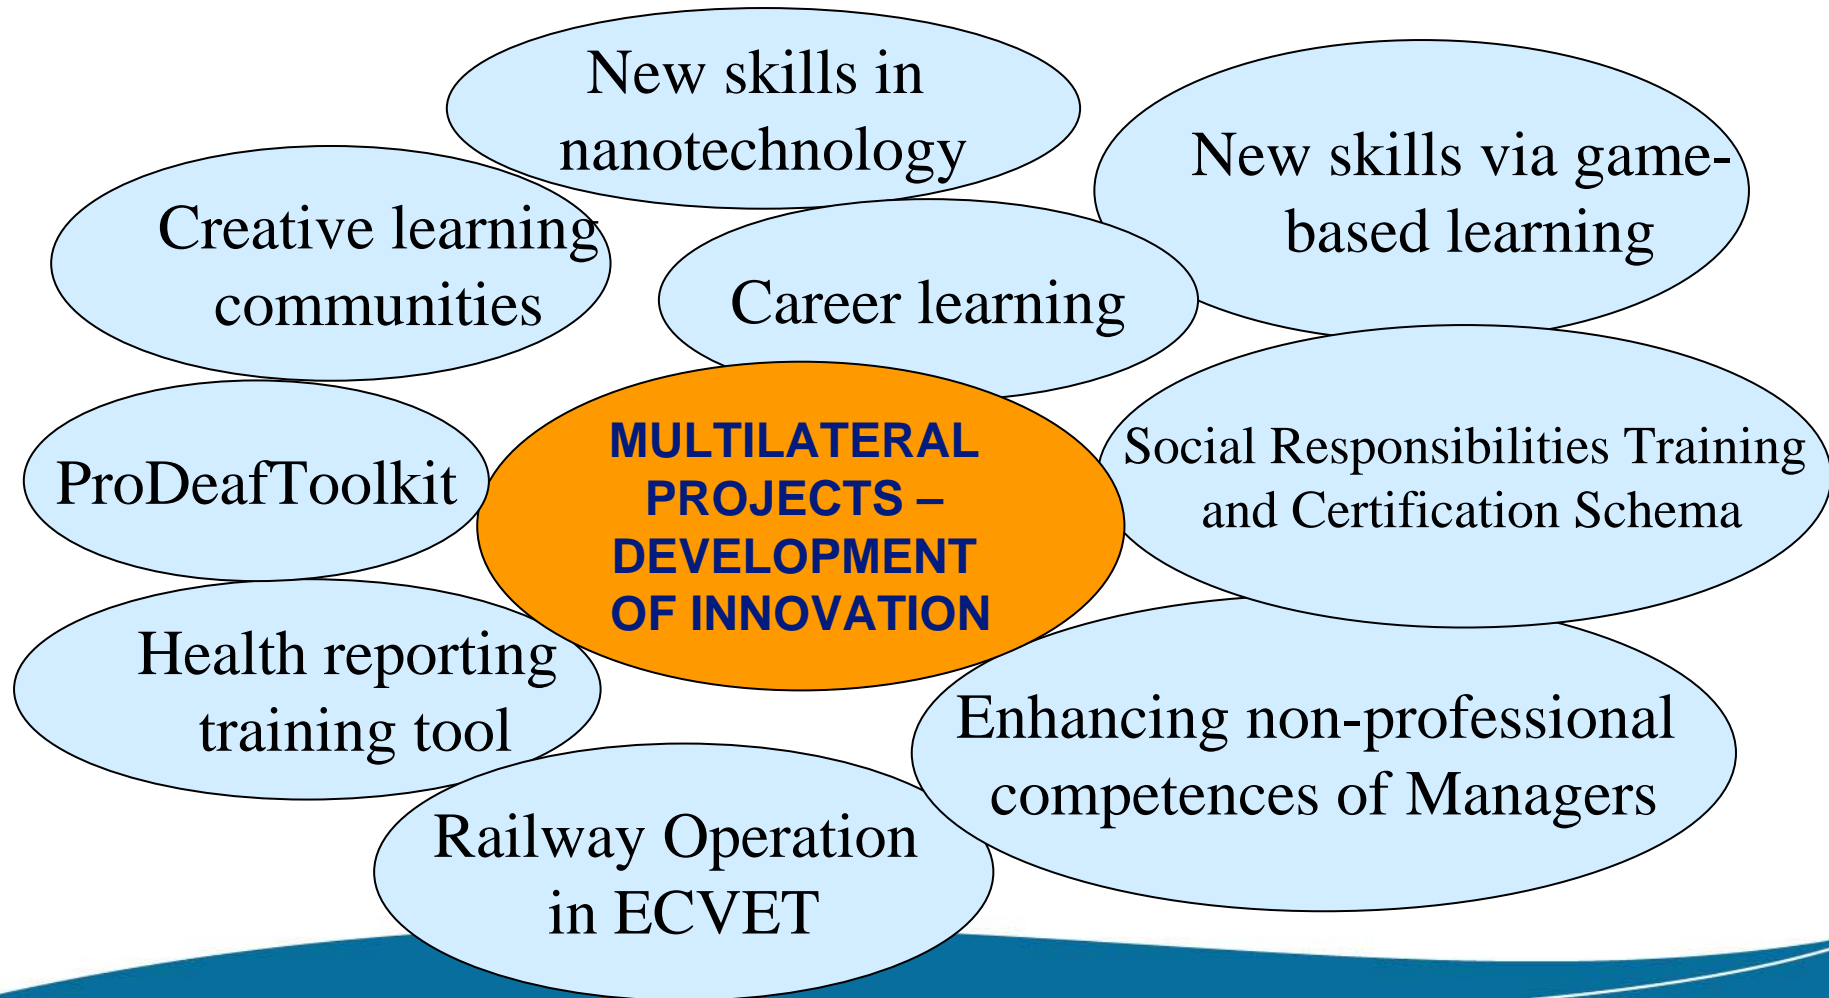 New skills in
nanotechnology
New skills via game-
based learning
Creative learning
communities
Career learning
MULTILATERAL
PROJECTS –
DEVELOPMENT
OF INNOVATION
Social Responsibilities Training
and Certification Schema
ProDeafToolkit
Health reporting
training tool
Enhancing non-professional
competences of Managers
Railway Operation
in ECVET